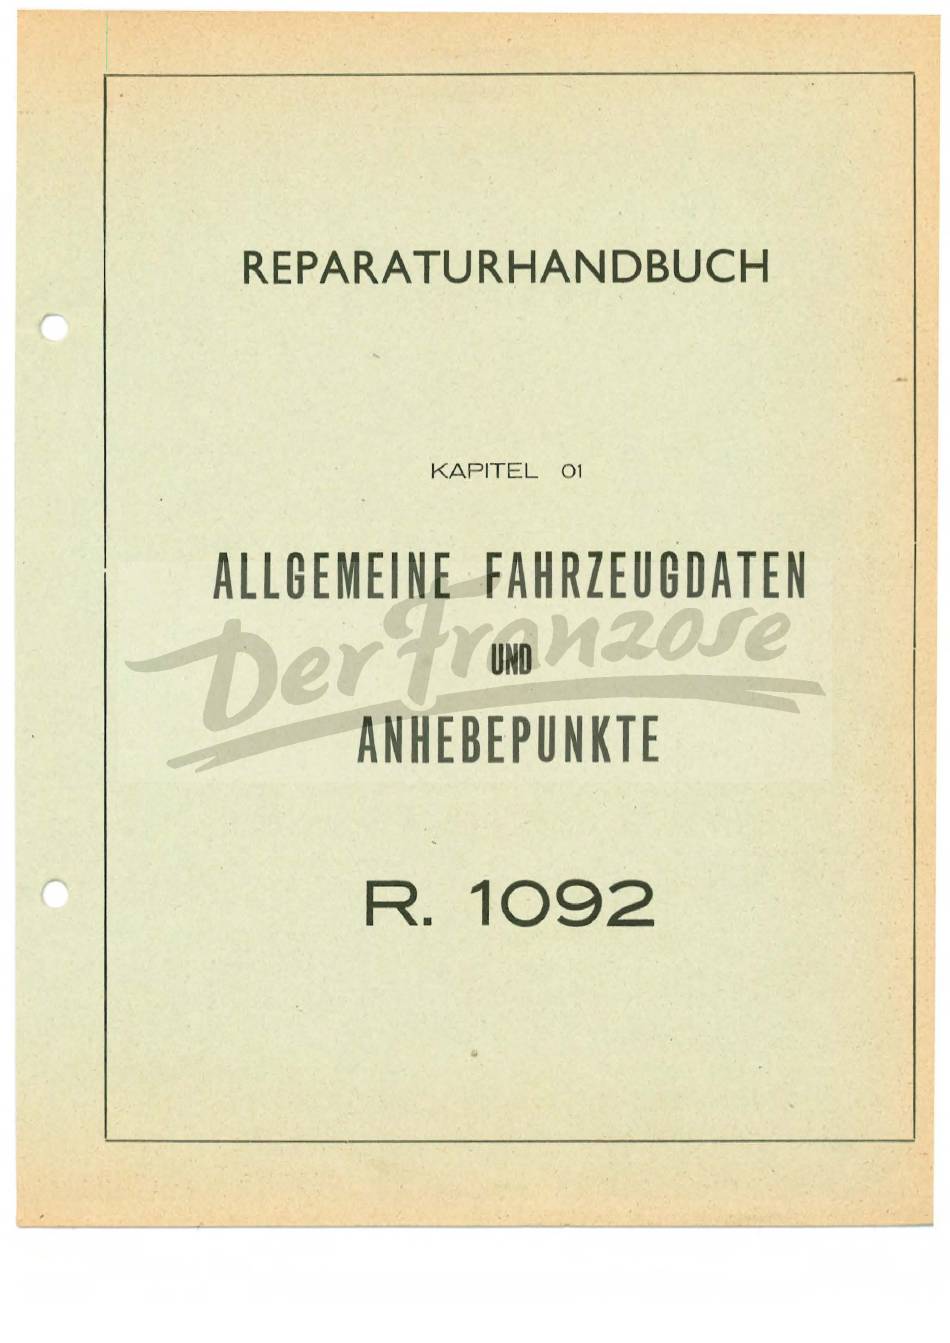 REPARATURHANDBUCH
KAPITEL 01
ALLGEMEINE FAHRZEUGDATEN
Der Franzose
UND
ANHEBEPUNKTE
R. 1092